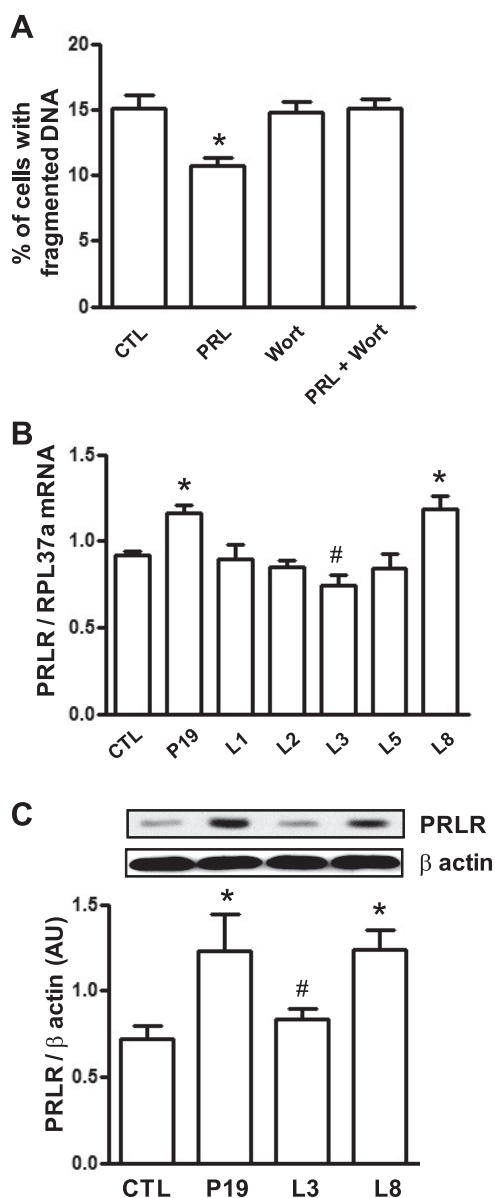 A
% of cells with
fragmented DNA
20
15
10
5
0
*
CTL
PRL
Wort
PRL + Wort
B
PRLR / RPL37a mRNA
1.5
1.0
0.5
0.0
*
#
*
CTL
P19
L1
L2
L3
L5
L8
C
PRLR
β actin
PRLR / β actin (AU)
1.5
1.0
0.5
0.0
*
#
*
CTL
P19
L3
L8